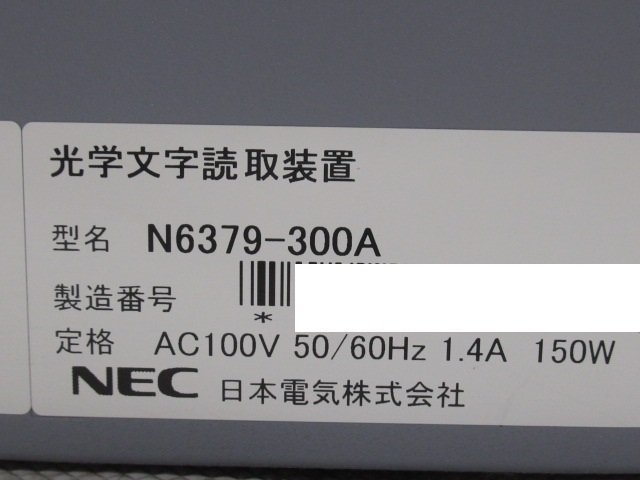 光学文字読取装置
型名 N6379-300A
製造番号
*
定格 AC100V 50/60Hz 1.4A 150W
NEC 日本電気株式会社